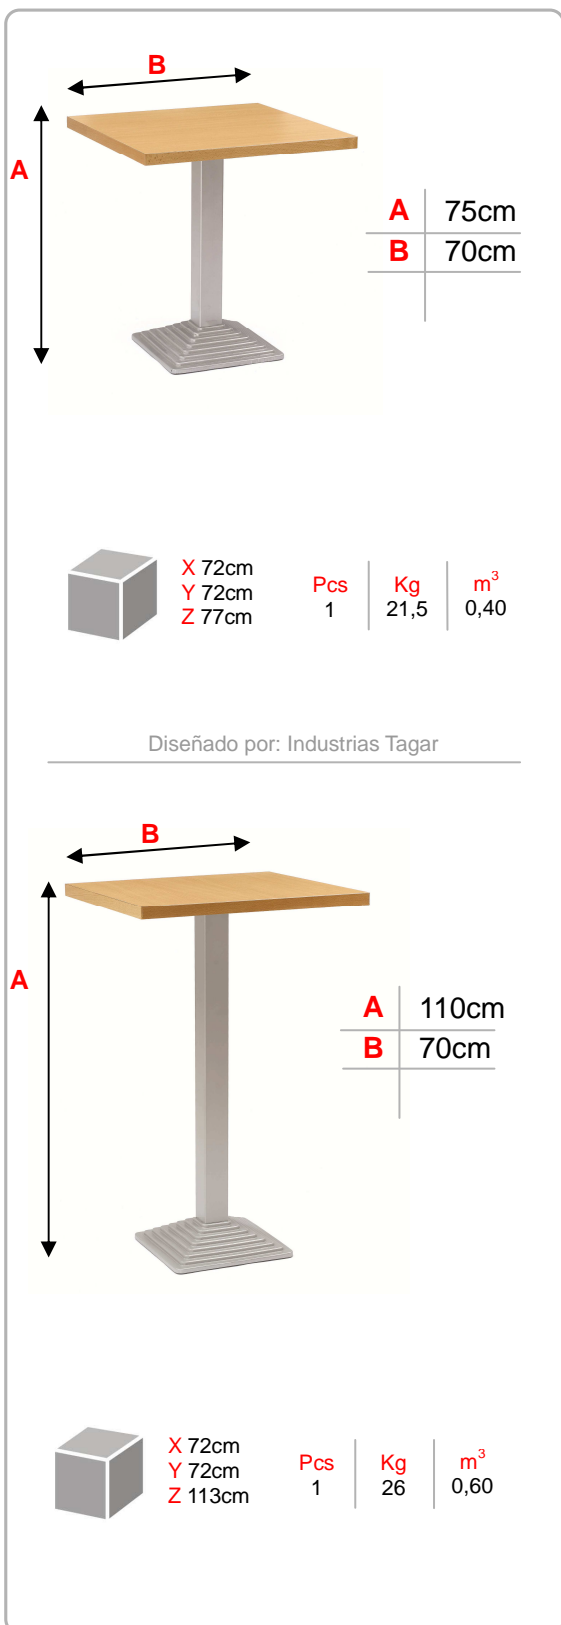 B
A
A 75cm
B 70cm
X 72cm
Y 72cm
Z 77cm
Pcs Kg m³
1 21,5 0,40
Diseñado por: Industrias Tagar
B
A
A 110cm
B 70cm
X 72cm
Y 72cm
Z 113cm
Pcs Kg m³
1 26 0,60